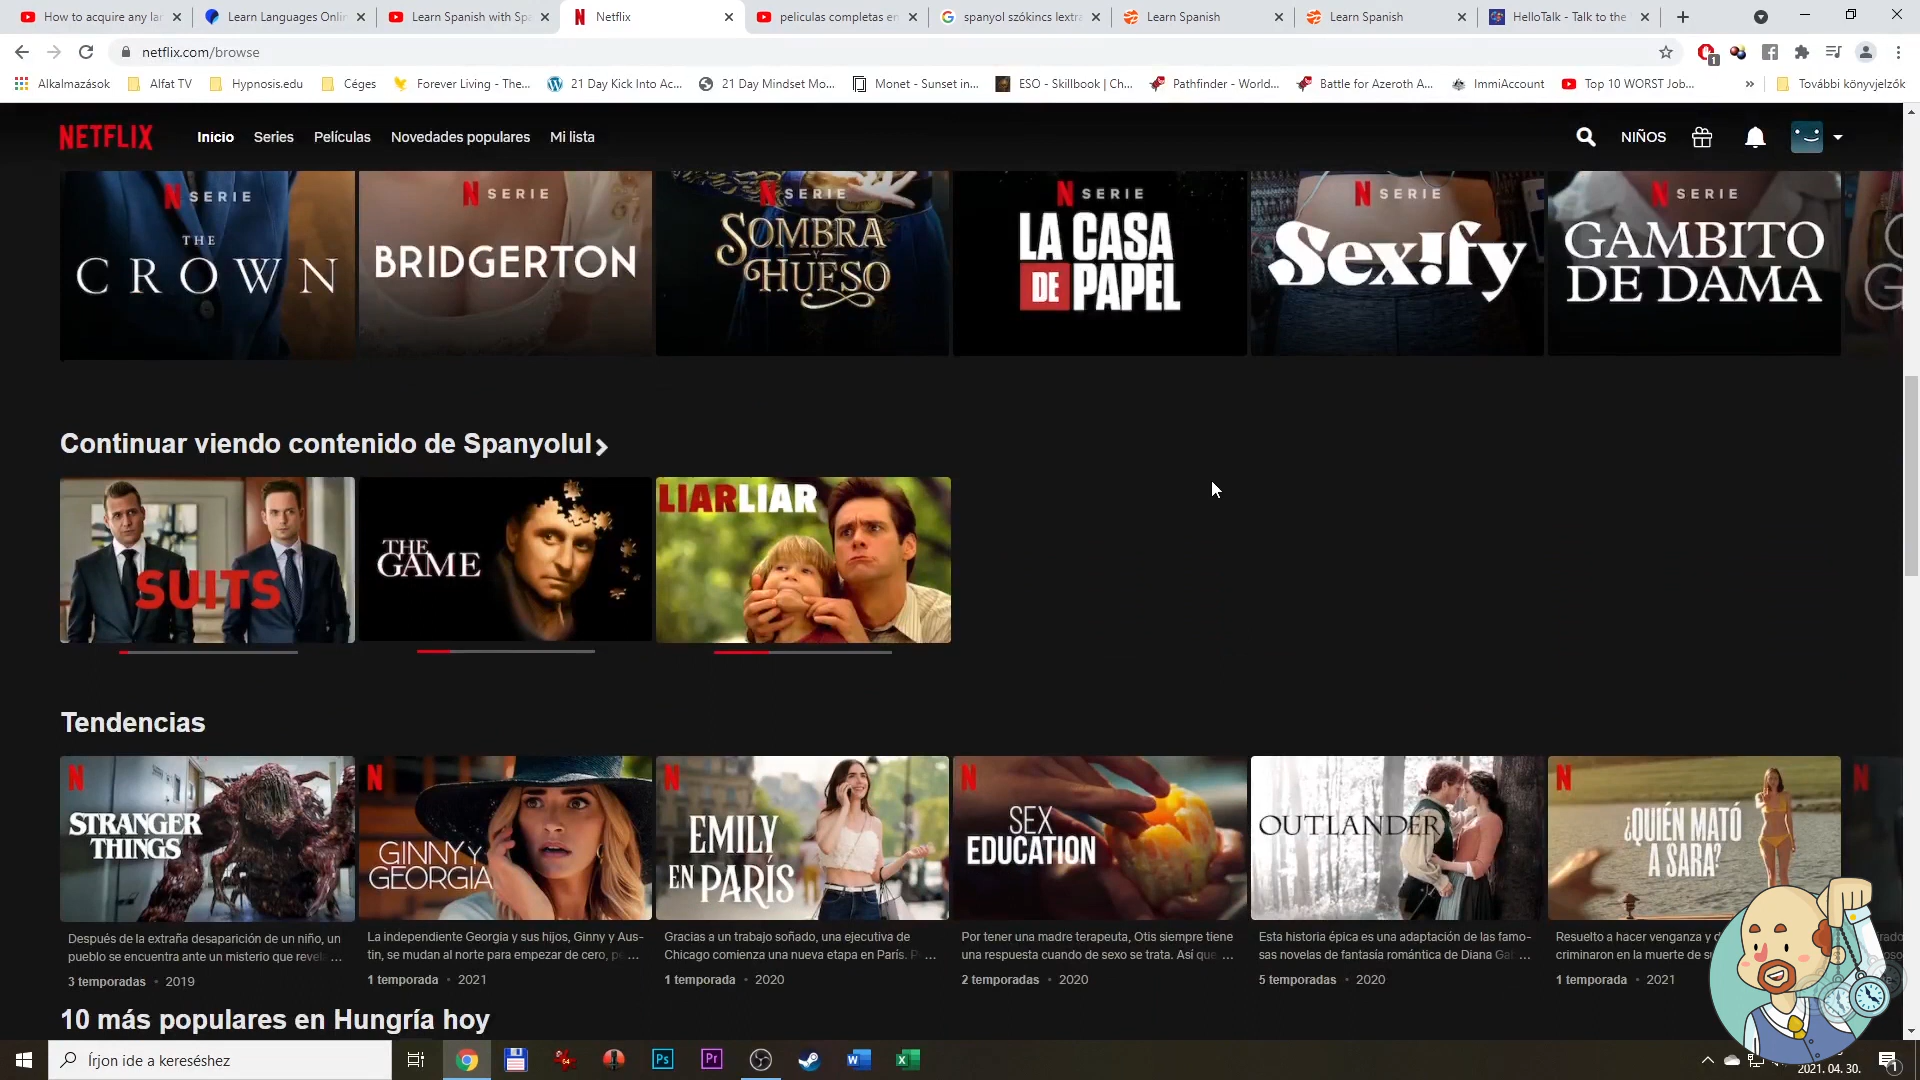 How to acquire any lar
Learn Languages Onlin
Learn Spanish with Spa
Netflix
peliculas completas en
spanyol szókincs lextra
Learn Spanish
Learn Spanish
HelloTalk - Talk to the
netflix.com/browse
Alkalmazások
Alfat TV
Hypnosis.edu
Céges
Forever Living - The...
21 Day Kick Into Ac...
21 Day Mindset Mo...
Monet - Sunset in...
ESO - Skillbook | Ch...
Pathfinder - World...
Battle for Azeroth A...
ImmiAccount
Top 10 WORST Job...
»
További könyvjelzők
NETFLIX
Inicio
Series
Películas
Novedades populares
Mi lista
NIÑOS
N SERIE
THE
CROWN
N SERIE
BRIDGERTON
N SERIE
SOMBRA
Y
HUESO
N SERIE
LA CASA
DE PAPEL
N SERIE
Sex!fy
N SERIE
GAMBITO
DE DAMA
Continuar viendo contenido de Spanyolul
SUITS
THE
GAME
LIARLIAR
Tendencias
N
STRANGER
THINGS
N
GINNY Y
GEORGIA
N
EMILY
EN PARÍS
N
SEX
EDUCATION
OUTLANDER
N
¿QUIÉN MATÓ
A SARA?
Después de la extraña desaparición de un niño, un
pueblo se encuentra ante un misterio que revel...
3 temporadas • 2019
La independiente Georgia y sus hijos, Ginny y Aus-
tin, se mudan al norte para empezar de cero, pe...
1 temporada • 2021
Gracias a un trabajo soñado, una ejecutiva de
Chicago comienza una nueva etapa en París. P...
1 temporada • 2020
Por tener una madre terapeuta, Otis siempre tiene
una respuesta cuando de sexo se trata. Así que ...
2 temporadas • 2020
Esta historia épica es una adaptación de las famo-
sas novelas de fantasía romántica de Diana Gab...
5 temporadas • 2020
Resuelto a hacer venganza y d
criminaron en la muerte de su
1 temporada • 2021
10 más populares en Hungría hoy
Írjon ide a kereséshez
2021. 04. 30.